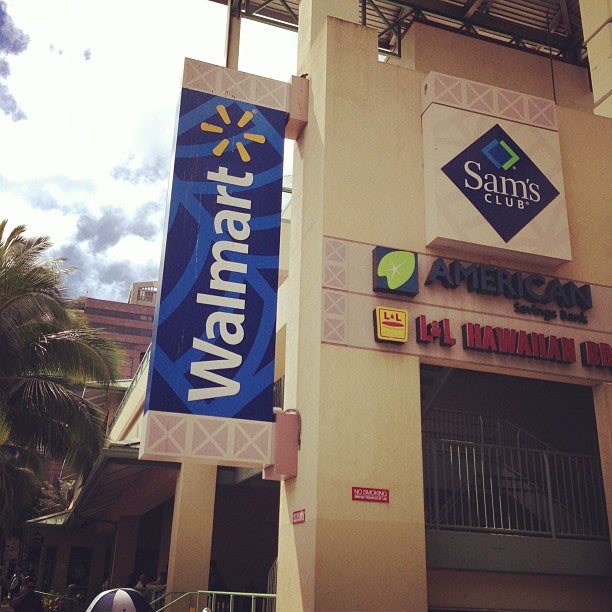 Walmart
Sam's
CLUB
AMERICAN
Savings Bank
L&L
L&L HAWAIIAN
NO SMOKING